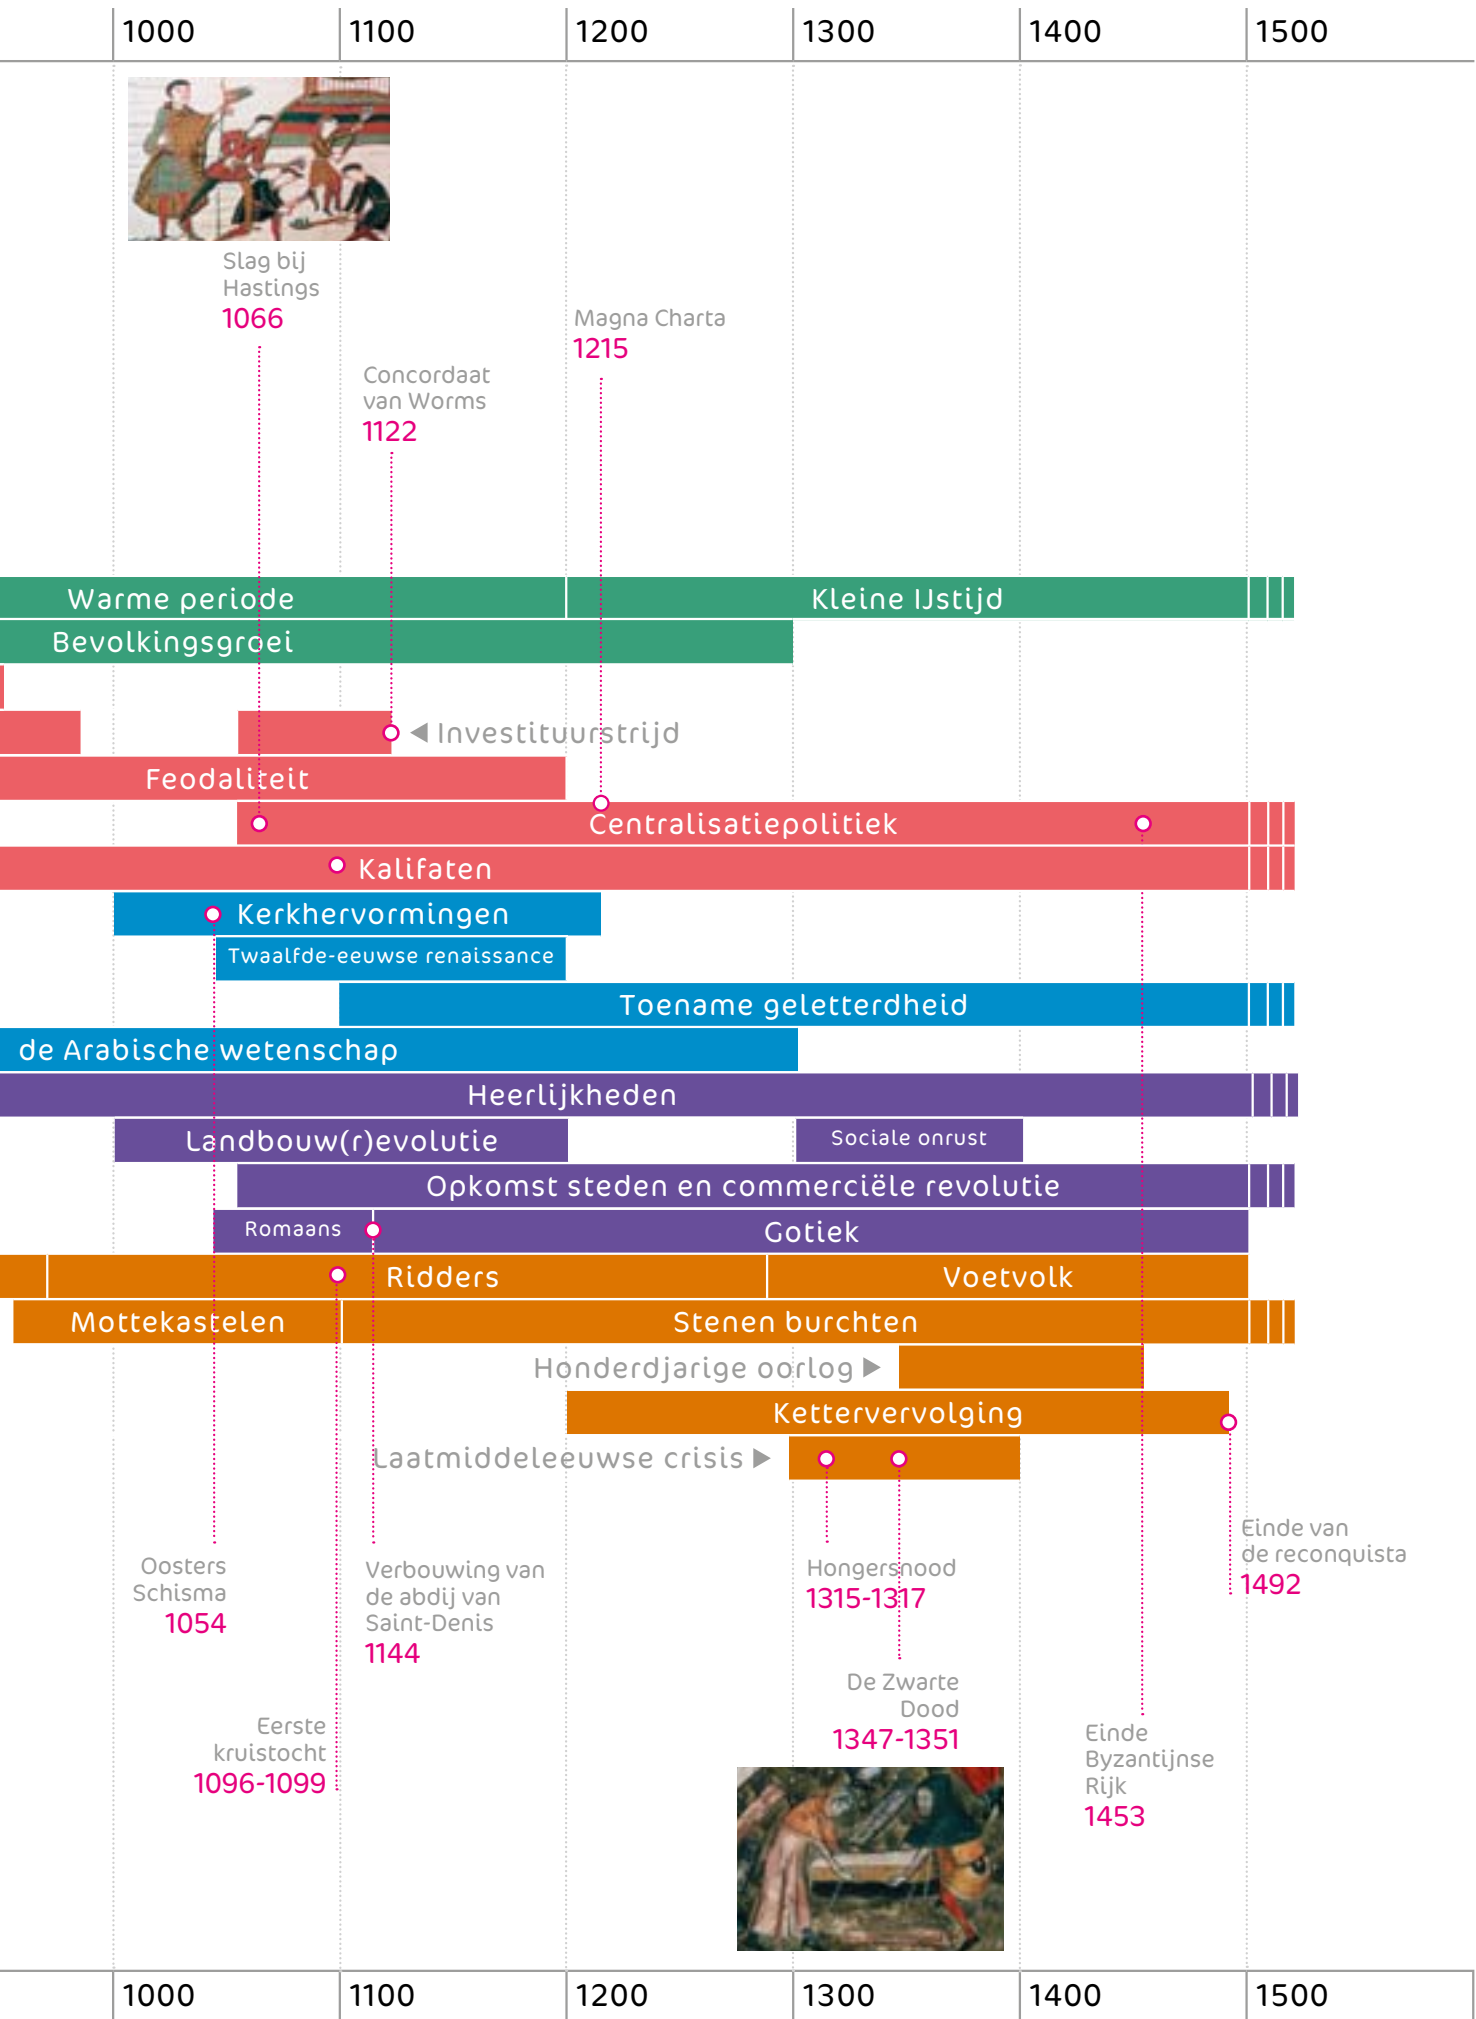 1000 1100 1200 1300 1400 1500
Slag bij
Hastings
1066
Magna Charta
1215
Concordaat
van Worms
1122
Warme periode Kleine IJstijd
Bevolkingsgroei
◀ Investituurstrijd
Feodaliteit
Centralisatiepolitiek
Kalifaten
Kerkhervormingen
Twaalfde-eeuwse renaissance
Toename geletterdheid
de Arabische wetenschap
Heerlijkheden
Landbouw(r)evolutie Sociale onrust
Opkomst steden en commerciële revolutie
Romaans Gotiek
Ridders Voetvolk
Mottekastelen Stenen burchten
Honderdjarige oorlog ▶
Kettervervolging
Laatmiddeleeuwse crisis ▶
Einde van
de reconquista
1492
Oosters
Schisma
1054
Verbouwing van
de abdij van
Saint-Denis
1144
Hongersnood
1315-1317
De Zwarte
Dood
1347-1351
Eerste
kruistocht
1096-1099
Einde
Byzantijnse
Rijk
1453
1000 1100 1200 1300 1400 1500